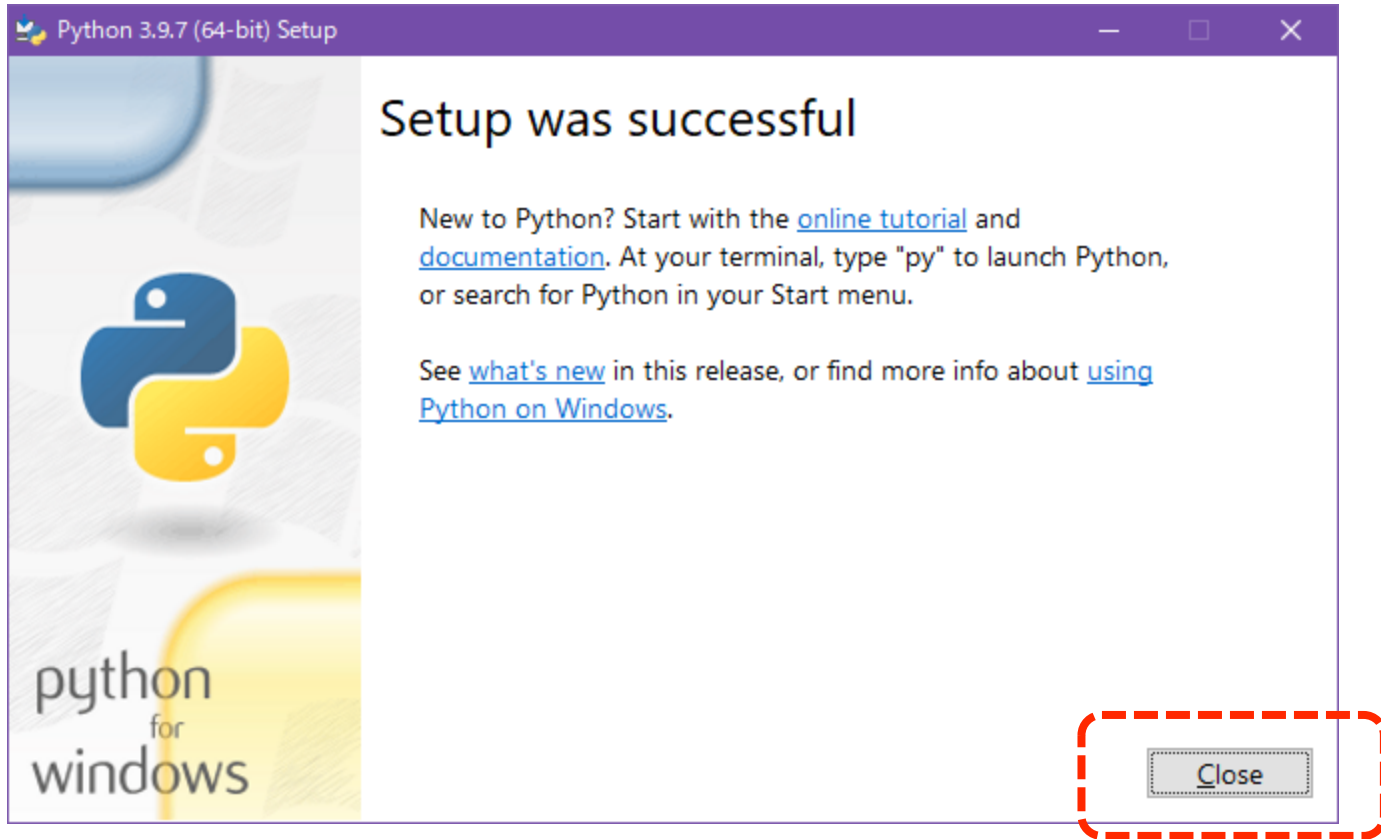 Python 3.9.7 (64-bit) Setup
Setup was successful
New to Python? Start with the online tutorial and
documentation. At your terminal, type "py" to launch Python,
or search for Python in your Start menu.
See what's new in this release, or find more info about using
Python on Windows.
python
for
windows
Close